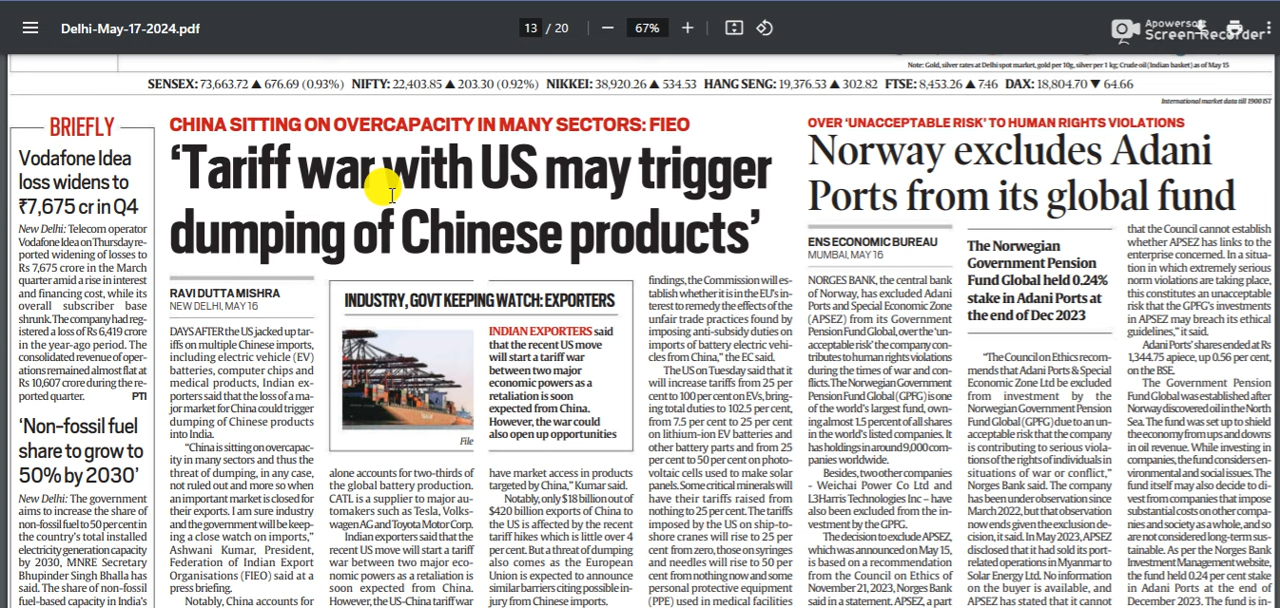 Delhi-May-17-2024.pdf
13 / 20
67%
Apowersoft
Screen Recorder
Note: Gold, silver rates at Delhi spot market, gold per 10g, silver per 1 kg; Crude oil (Indian basket) as of May 15
SENSEX: 73,663.72 ▲ 676.69 (0.93%) NIFTY: 22,403.85 ▲ 203.30 (0.92%) NIKKEI: 38,920.26 ▲ 534.53 HANG SENG: 19,376.53 ▲ 302.82 FTSE: 8,453.26 ▲ 7.46 DAX: 18,804.70 ▼ 64.66
International market data till 1900 IST
BRIEFLY
Vodafone Idea
loss widens to
₹7,675 cr in Q4
New Delhi: Telecom operator
Vodafone Idea on Thursday re-
ported widening of losses to
Rs 7,675 crore in the March
quarter amid a rise in interest
and financing cost, while its
overall subscriber base
shrunk. The company had reg-
istered a loss of Rs 6,419 crore
in the year-ago period. The
consolidated revenue of oper-
ations remained almost flat at
Rs 10,607 crore during the re-
ported quarter. PTI
‘Non-fossil fuel
share to grow to
50% by 2030’
New Delhi: The government
aims to increase the share of
non-fossil fuel to 50 per cent in
the country's total installed
electricity generation capacity
by 2030, MNRE Secretary
Bhupinder Singh Bhalla has
said. The share of non-fossil
fuel-based capacity in India's
CHINA SITTING ON OVERCAPACITY IN MANY SECTORS: FIEO
‘Tariff war with US may trigger
dumping of Chinese products’
RAVI DUTTA MISHRA
NEW DELHI, MAY 16
DAYS AFTER the US jacked up tar-
iffs on multiple Chinese imports,
including electric vehicle (EV)
batteries, computer chips and
medical products, Indian ex-
porters said that the loss of a ma-
jor market for China could trigger
dumping of Chinese products
into India.
“China is sitting on overcapac-
ity in many sectors and thus the
threat of dumping, in any case,
not ruled out and more so when
an important market is closed for
their exports. I am sure industry
and the government will be keep-
ing a close watch on imports,”
Ashwani Kumar, President,
Federation of Indian Export
Organisations (FIEO) said at a
press briefing.
Notably, China accounts for
INDUSTRY, GOVT KEEPING WATCH: EXPORTERS
File
INDIAN EXPORTERS said
that the recent US move
will start a tariff war
between two major
economic powers as a
retaliation is soon
expected from China.
However, the war could
also open up opportunities
alone accounts for two-thirds of
the global battery production.
CATL is a supplier to major au-
tomakers such as Tesla, Volks-
wagen AG and Toyota Motor Corp.
Indian exporters said that the
recent US move will start a tariff
war between two major eco-
nomic powers as a retaliation is
soon expected from China.
However, the US-China tariff war
have market access in products
targeted by China,” Kumar said.
Notably, only $18 billion out of
$420 billion exports of China to
the US is affected by the recent
tariff hikes which is little over 4
per cent. But a threat of dumping
also comes as the European
Union is expected to announce
similar measures citing possible in-
jury from Chinese imports.
findings, the Commission will es-
tablish whether it is in the EU's in-
terest to remedy the effects of the
unfair trade practices found by
imposing anti-subsidy duties on
imports of battery electric vehi-
cles from China,” the EC said.
The US on Tuesday said that it
will increase tariffs from 25 per
cent to 100 per cent on EVs, bring-
ing total duties to 102.5 per cent,
from 7.5 per cent to 25 per cent
on lithium-ion EV batteries and
other battery parts and from 25
per cent to 50 per cent on photo-
voltaic cells used to make solar
panels. Some critical minerals will
have their tariffs raised from
nothing to 25 per cent. The tariffs
imposed by the US on ship-to-
shore cranes will rise to 25 per
cent from zero, those on syringes
and needles will rise to 50 per
cent from nothing now and some
personal protective equipment
(PPE) used in medical facilities
OVER ‘UNACCEPTABLE RISK’ TO HUMAN RIGHTS VIOLATIONS
Norway excludes Adani
Ports from its global fund
ENS ECONOMIC BUREAU
MUMBAI, MAY 16
NORGES BANK, the central bank
of Norway, has excluded Adani
Ports and Special Economic Zone
(APSEZ) from its Government
Pension Fund Global, over the ‘un-
acceptable risk’ the company con-
tributes to human rights violations
during the times of war and con-
flicts. The Norwegian Government
Pension Fund Global (GPFG) is one
of the world's largest fund, own-
ing almost 1.5 percent of all shares
in the world's listed companies. It
has holdings in around 9,000 com-
panies worldwide.
Besides, two other companies
- Weichai Power Co Ltd and
L3Harris Technologies Inc – have
also been excluded from the in-
vestment by the GPFG.
The decision to exclude APSEZ,
which was announced on May 15,
is based on a recommendation
from the Council on Ethics of
November 21, 2023, Norges Bank
said in a statement. APSEZ, a part
The Norwegian
Government Pension
Fund Global held 0.24%
stake in Adani Ports at
the end of Dec 2023
“The Council on Ethics recom-
mends that Adani Ports & Special
Economic Zone Ltd be excluded
from investment by the
Norwegian Government Pension
Fund Global (GPFG) due to an un-
acceptable risk that the company
is contributing to serious viola-
tions of the rights of individuals in
situations of war or conflict,”
Norges Bank said. The company
has been under observation since
March 2022, but that observation
now ends given the exclusion de-
cision, it said. In May 2023, APSEZ
disclosed that it had sold its port-
related operations in Myanmar to
Solar Energy Ltd. No information
on the buyer is available, and
APSEZ has stated that it cannot
that the Council cannot establish
whether APSEZ has links to the
enterprise concerned. In a situa-
tion in which extremely serious
norm violations are taking place,
this constitutes an unacceptable
risk that the GPFG's investments
in APSEZ may breach its ethical
guidelines,” it said.
Adani Ports' shares ended at Rs
1,344.75 apiece, up 0.56 per cent,
on the BSE.
The Government Pension
Fund Global was established after
Norway discovered oil in the North
Sea. The fund was set up to shield
the economy from ups and downs
in oil revenue. While investing in
companies, the fund considers en-
vironmental and social issues. The
fund itself may also decide to di-
vest from companies that impose
substantial costs on other compa-
nies and society as a whole, and so
are not considered long-term sus-
tainable. As per the Norges Bank
Investment Management website,
the fund held 0.24 per cent stake
in Adani Ports at the end of
December 2023. The fund is in-